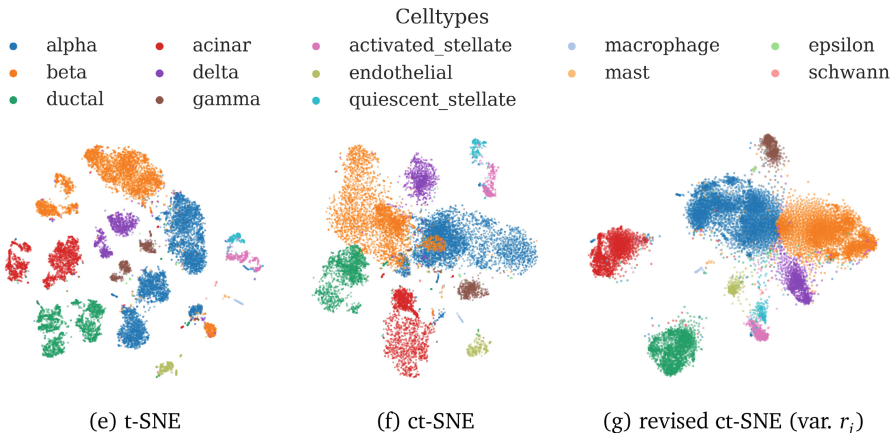 Celltypes
alpha acinar activated_stellate macrophage epsilon
beta delta endothelial mast schwann
ductal gamma quiescent_stellate
(e) t-SNE (f) ct-SNE (g) revised ct-SNE (var. r_i)